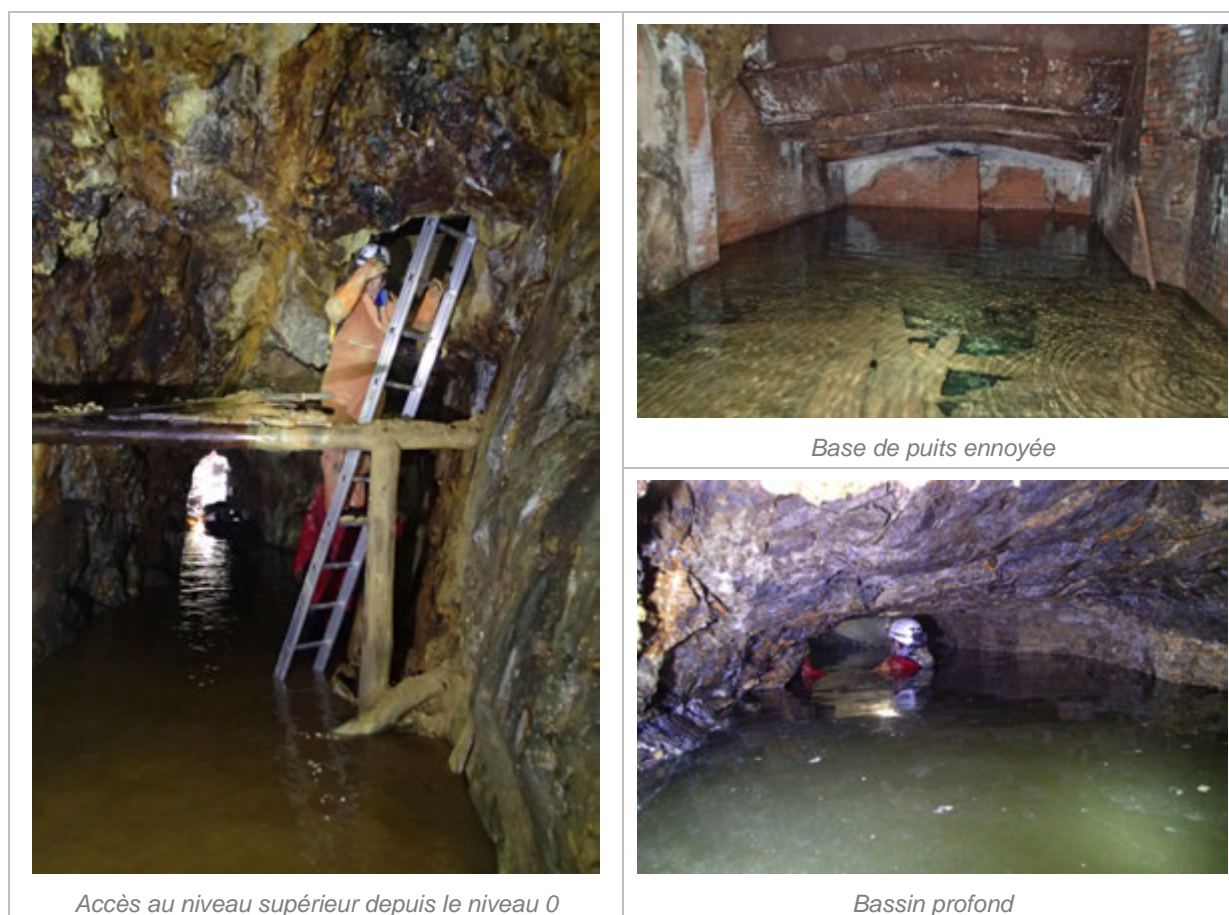 Accès au niveau supérieur depuis le niveau 0
Base de puits ennoyée
Bassin profond